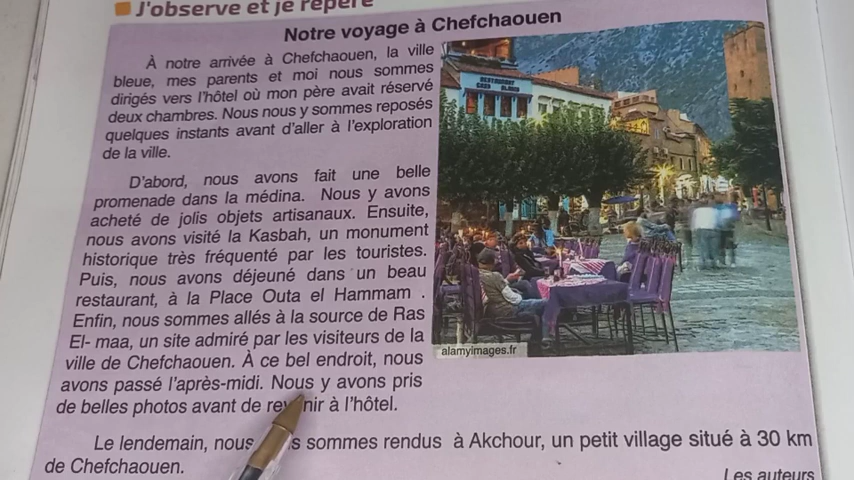 J'observe et je repère
Notre voyage à Chefchaouen
À notre arrivée à Chefchaouen, la ville
bleue, mes parents et moi nous sommes
dirigés vers l'hôtel où mon père avait réservé
deux chambres. Nous nous y sommes reposés
quelques instants avant d'aller à l'exploration
de la ville.
D'abord, nous avons fait une belle
promenade dans la médina. Nous y avons
acheté de jolis objets artisanaux. Ensuite,
nous avons visité la Kasbah, un monument
historique très fréquenté par les touristes.
Puis, nous avons déjeuné dans un beau
restaurant, à la Place Outa el Hammam .
Enfin, nous sommes allés à la source de Ras
El- maa, un site admiré par les visiteurs de la
ville de Chefchaouen. À ce bel endroit, nous
avons passé l'après-midi. Nous y avons pris
de belles photos avant de revenir à l'hôtel.
Le lendemain, nous sommes rendus à Akchour, un petit village situé à 30 km
de Chefchaouen.
Les auteurs
RESTAURANT
alamyimages.fr